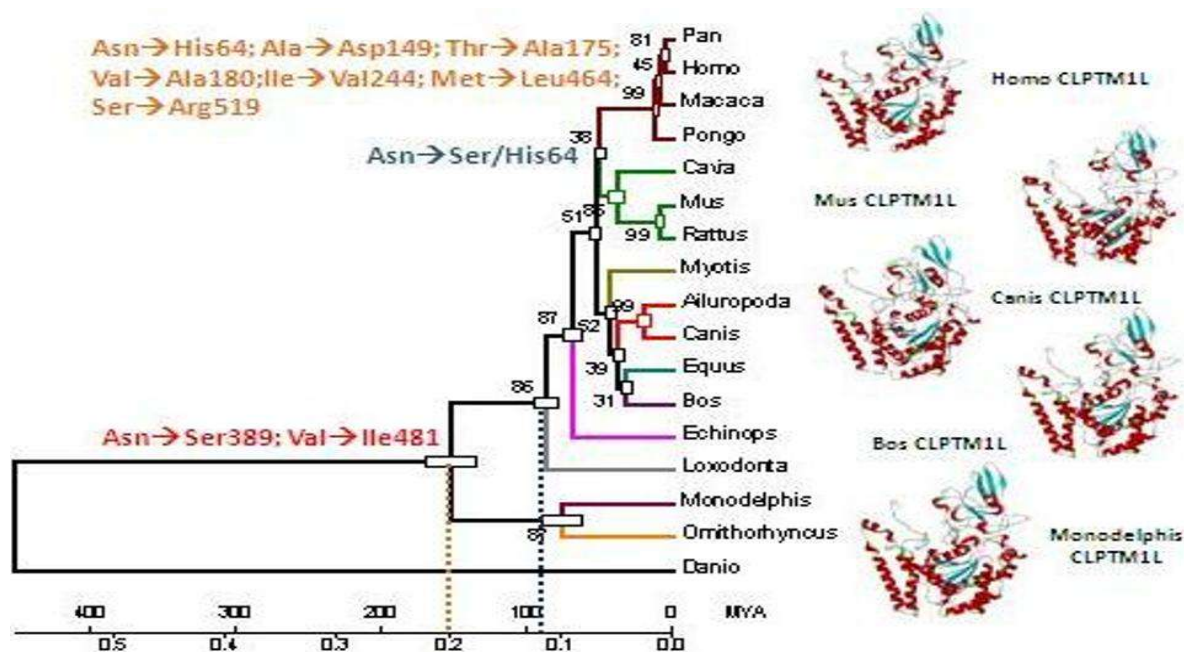 Asn→His64; Ala→Asp149; Thr→Ala175;
Val→Ala180;Ile→Val244; Met→Leu464;
Ser→Arg519
Asn→Ser/His64
Asn→Ser389; Val→Ile481
81
45
99
38
51
99
87
52
99
39
31
86
Pan
Homo
Macaca
Pongo
Cavia
Mus
Rattus
Myotis
Ailuropoda
Canis
Equus
Bos
Echinops
Loxodonta
Monodelphis
Ornithorhyncus
Danio
Homo CLPTM1L
Mus CLPTM1L
Canis CLPTM1L
Bos CLPTM1L
Monodelphis
CLPTM1L
400 300 200 100 0 MYA
0.5 0.4 0.3 0.2 0.1 0.0